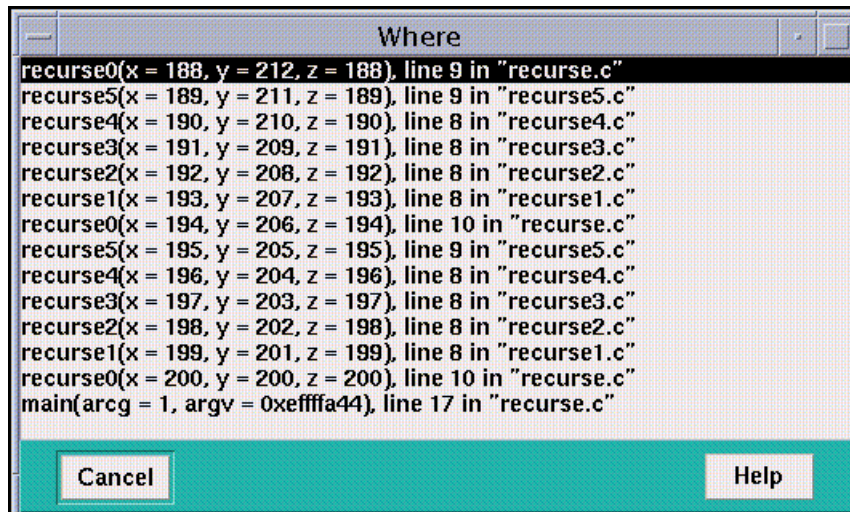 Where
recurse0(x = 188, y = 212, z = 188), line 9 in "recurse.c"
recurse5(x = 189, y = 211, z = 189), line 9 in "recurse5.c"
recurse4(x = 190, y = 210, z = 190), line 8 in "recurse4.c"
recurse3(x = 191, y = 209, z = 191), line 8 in "recurse3.c"
recurse2(x = 192, y = 208, z = 192), line 8 in "recurse2.c"
recurse1(x = 193, y = 207, z = 193), line 8 in "recurse1.c"
recurse0(x = 194, y = 206, z = 194), line 10 in "recurse.c"
recurse5(x = 195, y = 205, z = 195), line 9 in "recurse5.c"
recurse4(x = 196, y = 204, z = 196), line 8 in "recurse4.c"
recurse3(x = 197, y = 203, z = 197), line 8 in "recurse3.c"
recurse2(x = 198, y = 202, z = 198), line 8 in "recurse2.c"
recurse1(x = 199, y = 201, z = 199), line 8 in "recurse1.c"
recurse0(x = 200, y = 200, z = 200), line 10 in "recurse.c"
main(arcg = 1, argv = 0xeffffa44), line 17 in "recurse.c"
Cancel Help